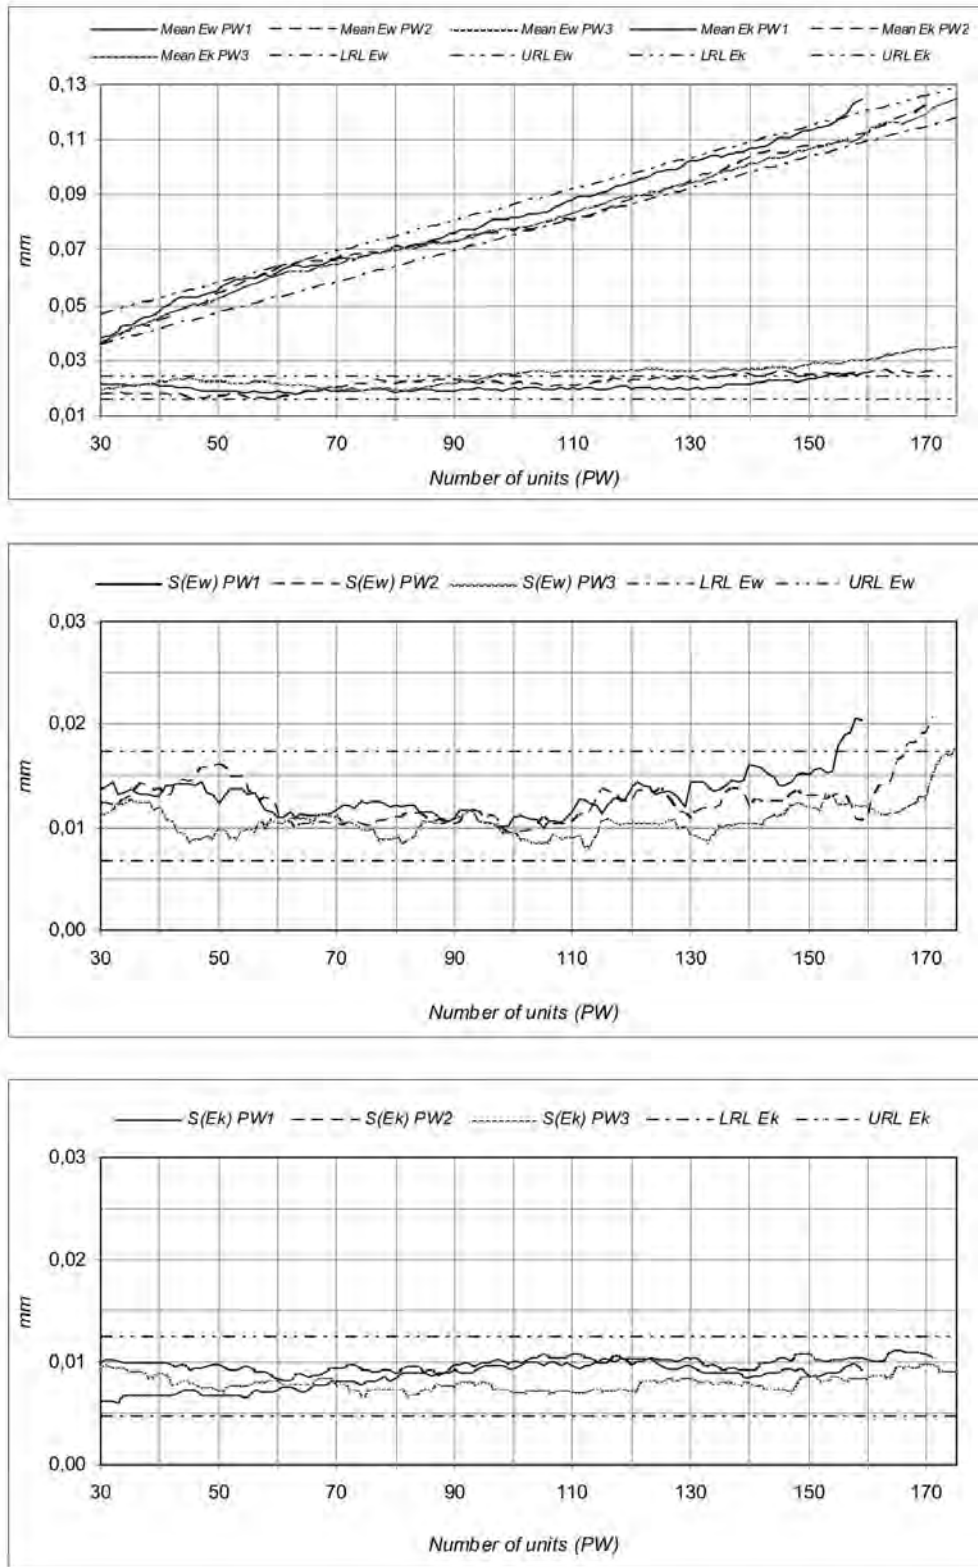 Mean Ew PW1 Mean Ew PW2 Mean Ew PW3 Mean Ek PW1 Mean Ek PW2
Mean Ek PW3 LRL Ew URL Ew LRL Ek URL Ek
0.13
0.11
0.09
0.07
0.05
0.03
0.01
mm
30 50 70 90 110 130 150 170
Number of units (PW)
S(Ew) PW1 S(Ew) PW2 S(Ew) PW3 LRL Ew URL Ew
0,03
0,02
0,01
0,00
mm
30 50 70 90 110 130 150 170
Number of units (PW)
S(Ek) PW1 S(Ek) PW2 S(Ek) PW3 LRL Ek URL Ek
0,03
0,02
0,01
0,00
mm
30 50 70 90 110 130 150 170
Number of units (PW)